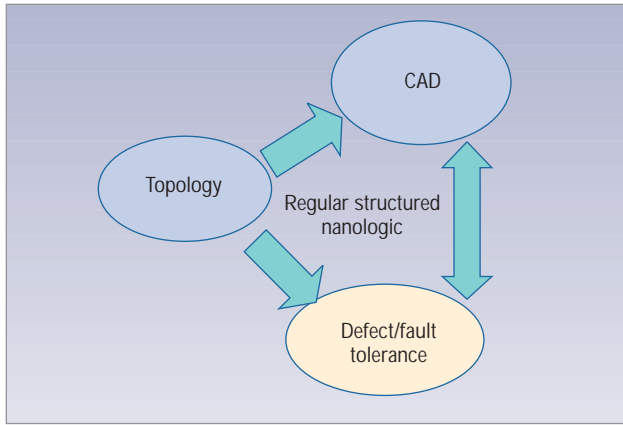 CAD
Topology
Regular structured
nanologic
Defect/fault
tolerance